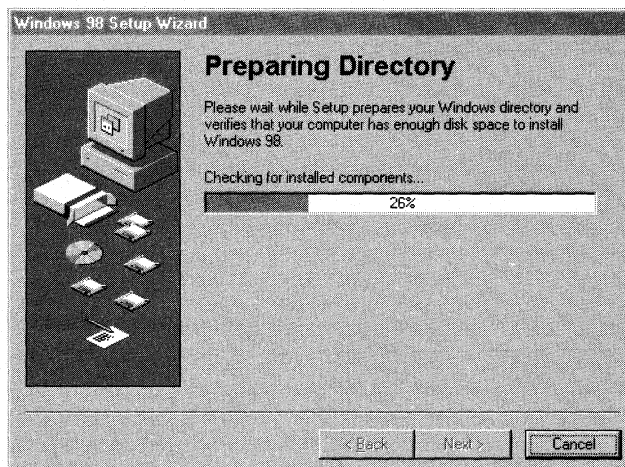 Windows 98 Setup Wizard
Preparing Directory
Please wait while Setup prepares your Windows directory and
verifies that your computer has enough disk space to install
Windows 98.
Checking for installed components...
26%
< Back
Next >
Cancel